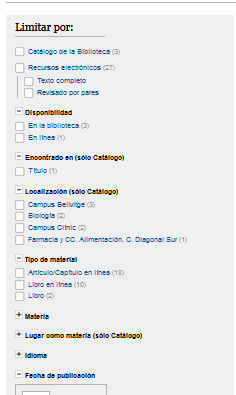 Limitar por:
Catálogo de la Biblioteca (3)
Recursos electrónicos (27)
Texto completo
Revisado por pares
Disponibilidad
En la biblioteca (3)
En línea (1)
Encontrado en (sólo Catálogo)
Título (1)
Localización (sólo Catálogo)
Campus Bellvitge (3)
Biología (2)
Campus Clínic (2)
Farmacia y CC. Alimentación. C. Diagonal Sur (1)
Tipo de material
Artículo/Capítulo en línea (18)
Libro en línea (10)
Libro (2)
Materia
Lugar como materia (sólo Catálogo)
Idioma
Fecha de publicación